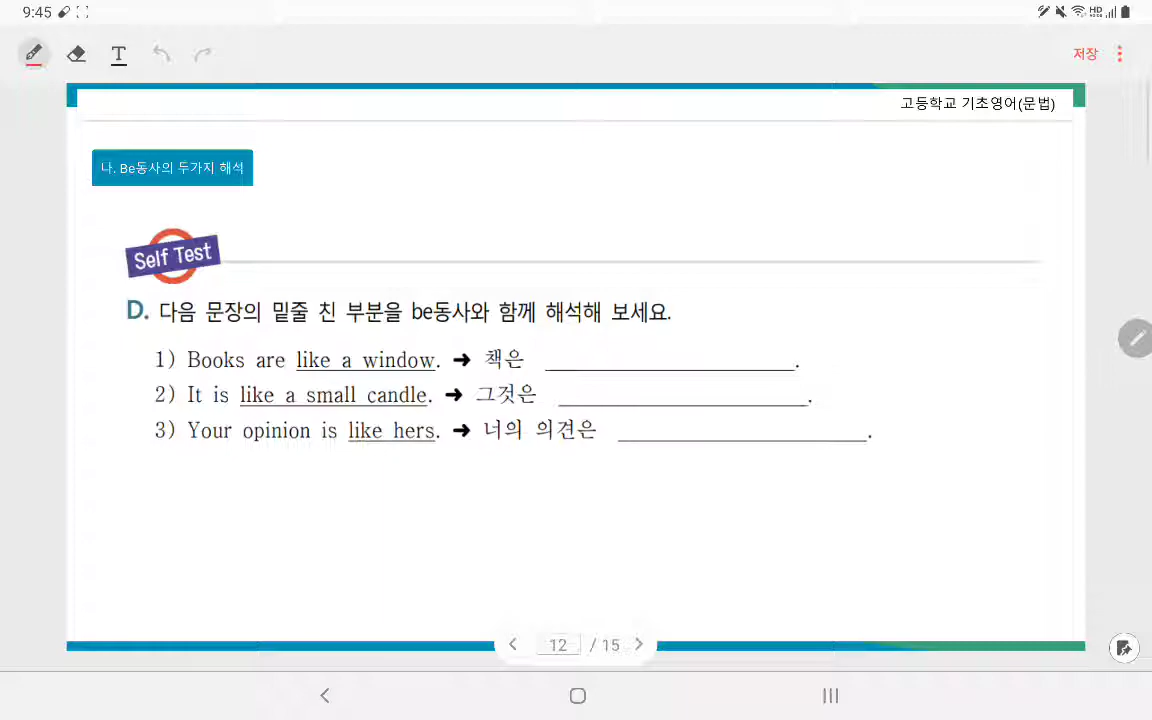 9:45
HD
저장
고등학교 기초영어(문법)
나. Be동사의 두가지 해석
Self Test
D. 다음 문장의 밑줄 친 부분을 be동사와 함께 해석해 보세요.
1) Books are like a window. ➜ 책은 ____________________.
2) It is like a small candle. ➜ 그것은 ____________________.
3) Your opinion is like hers. ➜ 너의 의견은 ____________________.
12 / 15